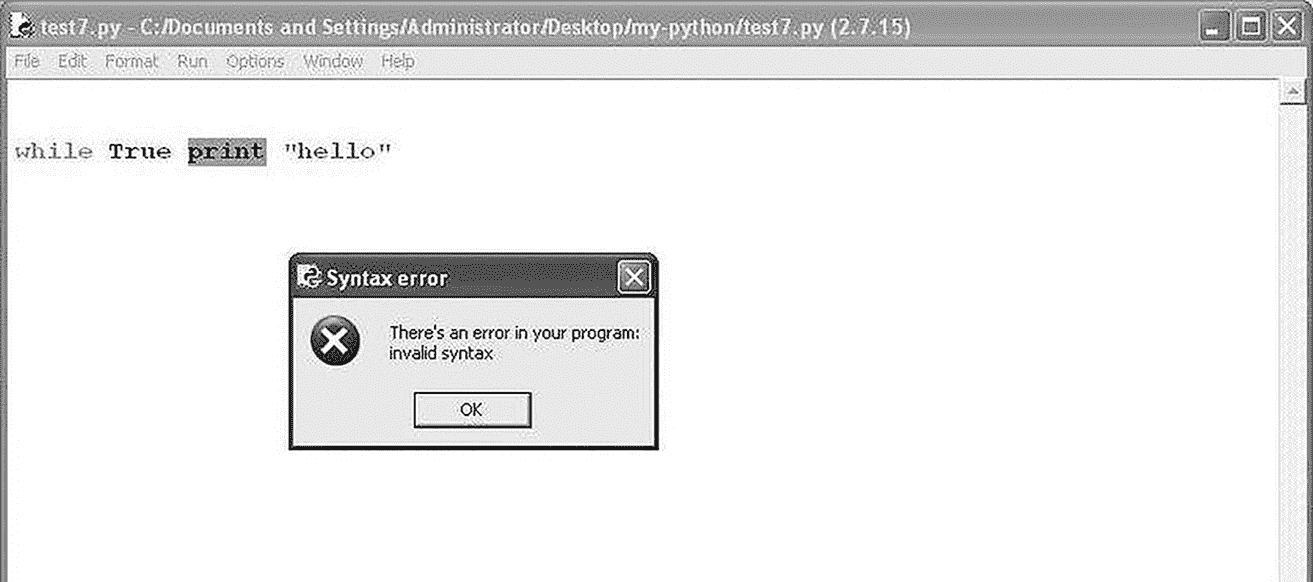 test7.py - C:/Documents and Settings/Administrator/Desktop/my-python/test7.py (2.7.15)
File Edit Format Run Options Window Help
while True print "hello"
Syntax error
There's an error in your program:
invalid syntax
OK